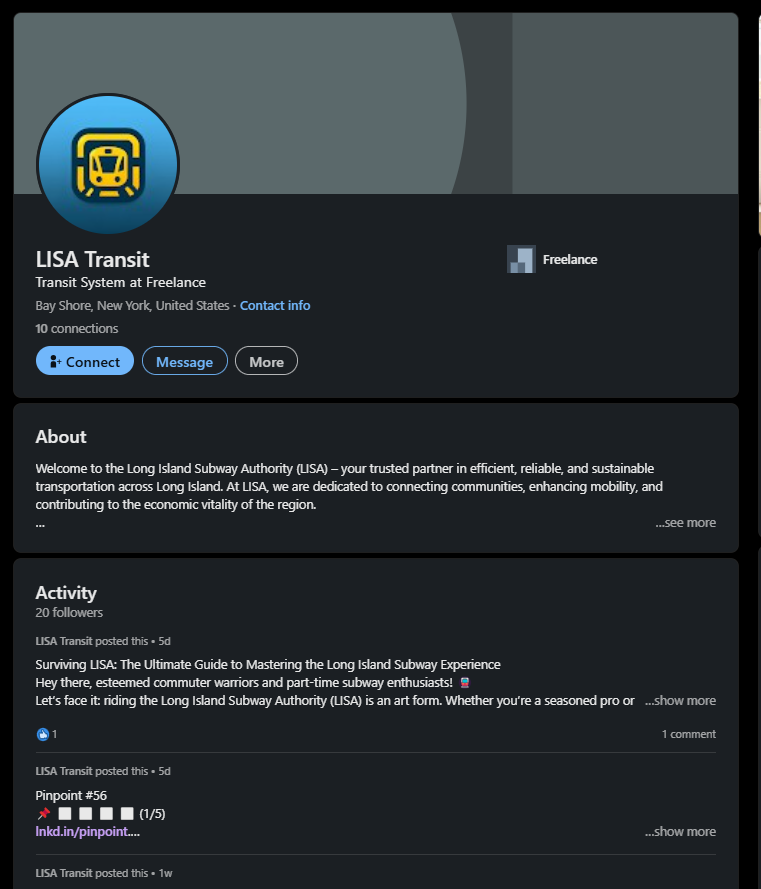 LISA Transit
Freelance
Transit System at Freelance
Bay Shore, New York, United States · Contact info
10 connections
Connect
Message
More
About
Welcome to the Long Island Subway Authority (LISA) – your trusted partner in efficient, reliable, and sustainable
transportation across Long Island. At LISA, we are dedicated to connecting communities, enhancing mobility, and
contributing to the economic vitality of the region.
...
...see more
Activity
20 followers
LISA Transit posted this • 5d
Surviving LISA: The Ultimate Guide to Mastering the Long Island Subway Experience
Hey there, esteemed commuter warriors and part-time subway enthusiasts! 🚆
Let's face it: riding the Long Island Subway Authority (LISA) is an art form. Whether you're a seasoned pro or ...show more
1
1 comment
LISA Transit posted this • 5d
Pinpoint #56
📌 ⬜ ⬜ ⬜ ⬜ (1/5)
lnkd.in/pinpoint.... ...show more
LISA Transit posted this • 1w